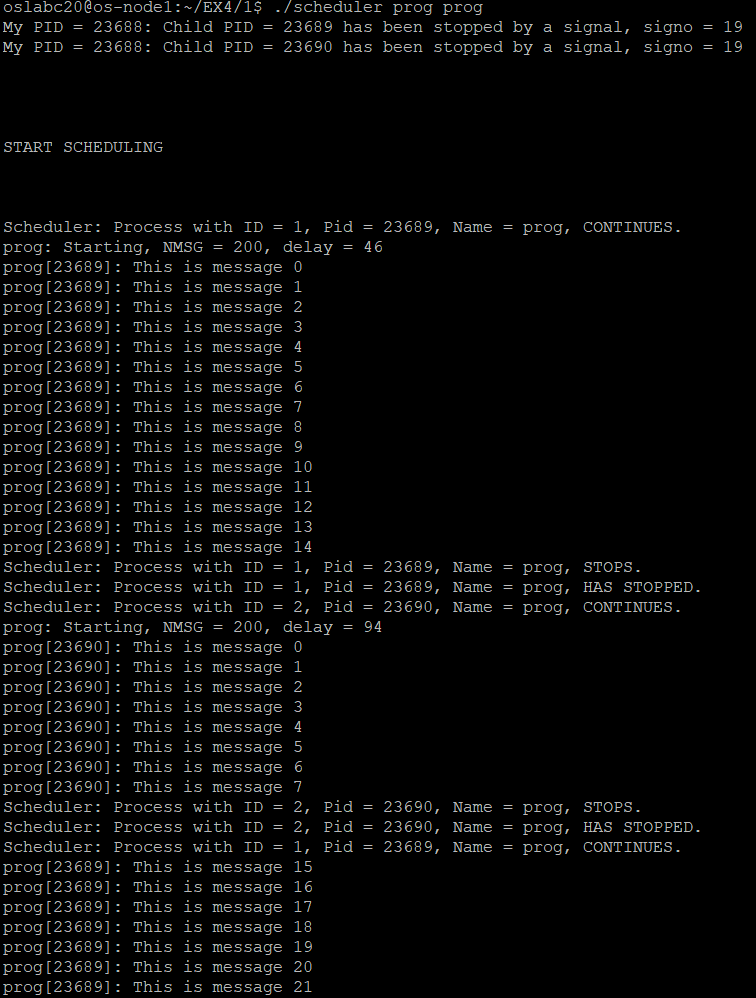 oslabc20@os-node1:~/EX4/1$ ./scheduler prog prog
My PID = 23688: Child PID = 23689 has been stopped by a signal, signo = 19
My PID = 23688: Child PID = 23690 has been stopped by a signal, signo = 19
START SCHEDULING
Scheduler: Process with ID = 1, Pid = 23689, Name = prog, CONTINUES.
prog: Starting, NMSG = 200, delay = 46
prog[23689]: This is message 0
prog[23689]: This is message 1
prog[23689]: This is message 2
prog[23689]: This is message 3
prog[23689]: This is message 4
prog[23689]: This is message 5
prog[23689]: This is message 6
prog[23689]: This is message 7
prog[23689]: This is message 8
prog[23689]: This is message 9
prog[23689]: This is message 10
prog[23689]: This is message 11
prog[23689]: This is message 12
prog[23689]: This is message 13
prog[23689]: This is message 14
Scheduler: Process with ID = 1, Pid = 23689, Name = prog, STOPS.
Scheduler: Process with ID = 1, Pid = 23689, Name = prog, HAS STOPPED.
Scheduler: Process with ID = 2, Pid = 23690, Name = prog, CONTINUES.
prog: Starting, NMSG = 200, delay = 94
prog[23690]: This is message 0
prog[23690]: This is message 1
prog[23690]: This is message 2
prog[23690]: This is message 3
prog[23690]: This is message 4
prog[23690]: This is message 5
prog[23690]: This is message 6
prog[23690]: This is message 7
Scheduler: Process with ID = 2, Pid = 23690, Name = prog, STOPS.
Scheduler: Process with ID = 2, Pid = 23690, Name = prog, HAS STOPPED.
Scheduler: Process with ID = 1, Pid = 23689, Name = prog, CONTINUES.
prog[23689]: This is message 15
prog[23689]: This is message 16
prog[23689]: This is message 17
prog[23689]: This is message 18
prog[23689]: This is message 19
prog[23689]: This is message 20
prog[23689]: This is message 21